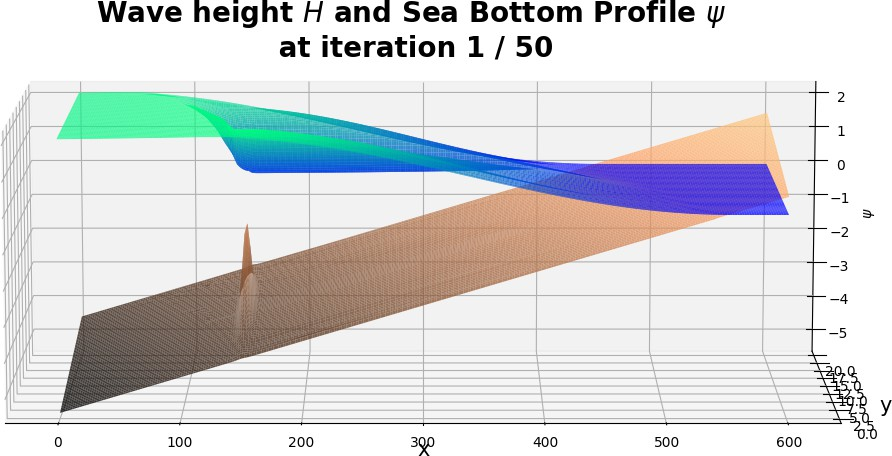 Wave height H and Sea Bottom Profile ψ
at iteration 1 / 50
2
1
0
−1
ψ
−2
−3
−4
−5
20.0
17.5
15.0
12.5
10.0
7.5
y
5.0
2.5
0.0
0 100 200 300 400 500 600
x